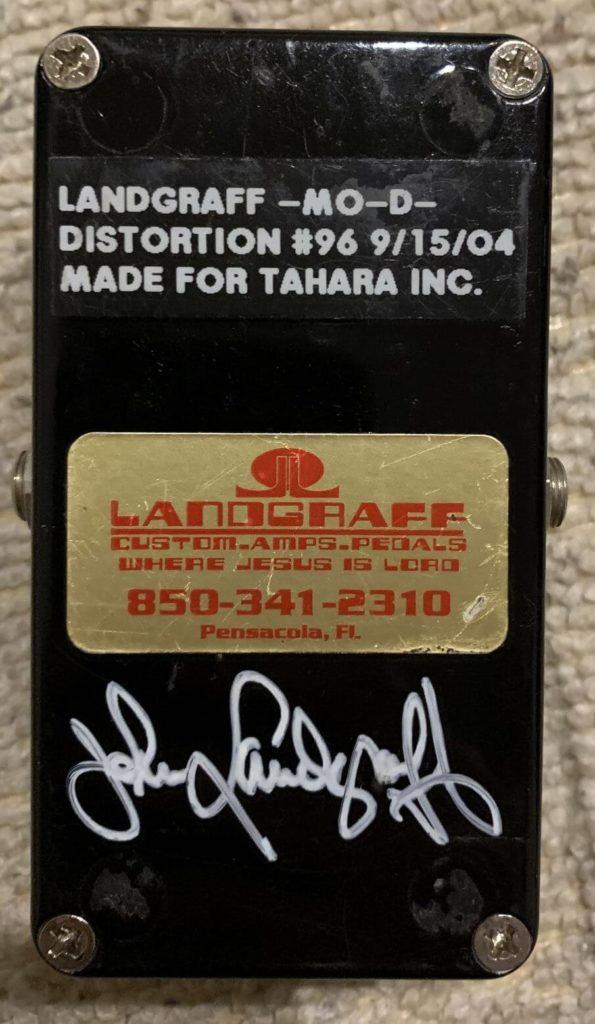 LANDGRAFF -MO-D-
DISTORTION #96 9/15/04
MADE FOR TAHARA INC.
JL
LANDGRAFF
CUSTOM-AMPS-PEDALS
WHERE JESUS IS LORD
850-341-2310
Pensacola, FL
John Landgraff